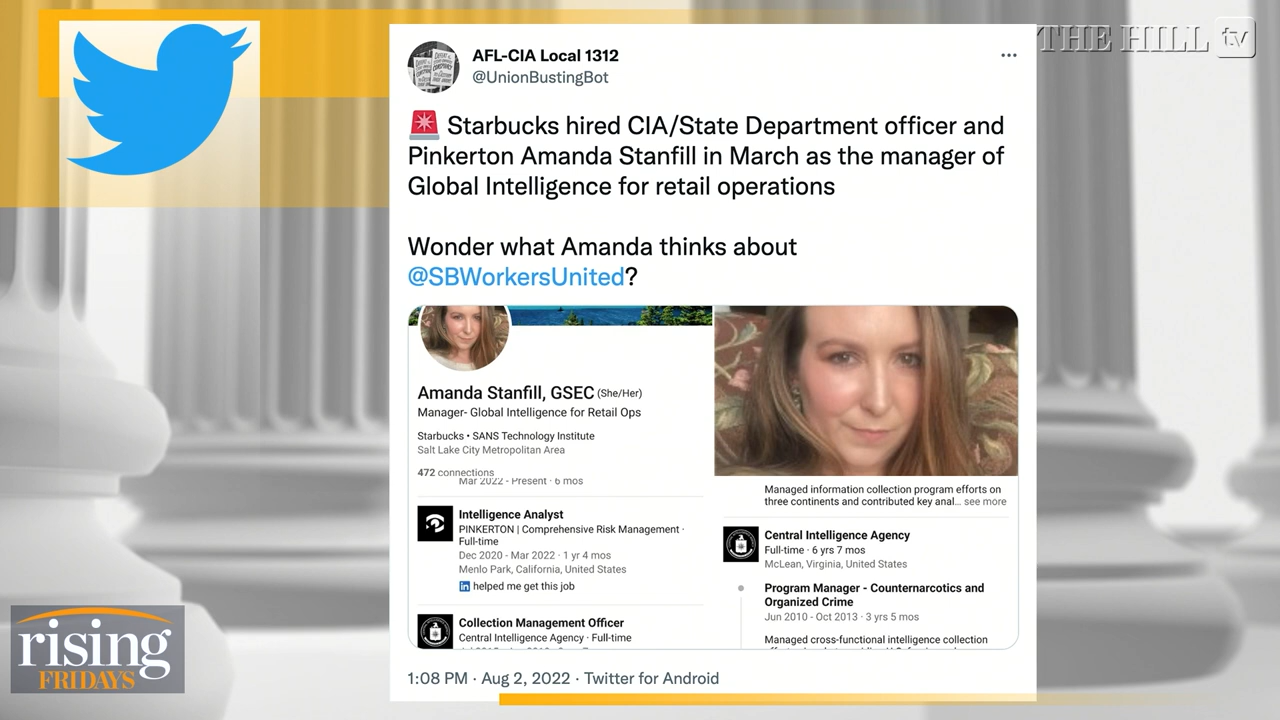 THE HILL tv
AFL-CIA Local 1312
@UnionBustingBot
Starbucks hired CIA/State Department officer and
Pinkerton Amanda Stanfill in March as the manager of
Global Intelligence for retail operations
Wonder what Amanda thinks about
@SBWorkersUnited?
Amanda Stanfill, GSEC (She/Her)
Manager- Global Intelligence for Retail Ops
Starbucks • SANS Technology Institute
Salt Lake City Metropolitan Area
472 connections
Mar 2022 - Present · 6 mos
Intelligence Analyst
PINKERTON | Comprehensive Risk Management ·
Full-time
Dec 2020 - Mar 2022 · 1 yr 4 mos
Menlo Park, California, United States
in helped me get this job
Collection Management Officer
Central Intelligence Agency · Full-time
Managed information collection program efforts on
three continents and contributed key anal... see more
Central Intelligence Agency
Full-time · 6 yrs 7 mos
McLean, Virginia, United States
Program Manager - Counternarcotics and
Organized Crime
Jun 2010 - Oct 2013 · 3 yrs 5 mos
Managed cross-functional intelligence collection
1:08 PM · Aug 2, 2022 · Twitter for Android
rising
FRIDAYS